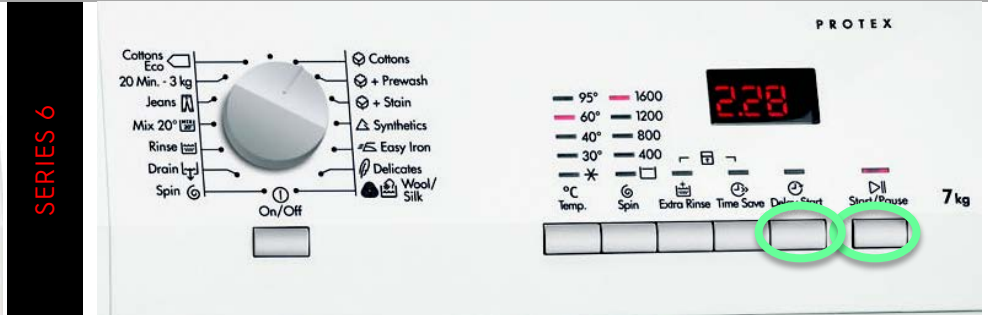 SERIES 6
PROTEX
Cottons
Eco
20 Min. - 3 kg
Jeans
Mix 20°
Rinse
Drain
Spin
Cottons
+ Prewash
+ Stain
Synthetics
Easy Iron
Delicates
Wool/
Silk
On/Off
95°
60°
40°
30°
°C
Temp.
1600
1200
800
400
Spin
2.28
Extra Rinse
Time Save
Delay Start
Start/Pause
7 kg